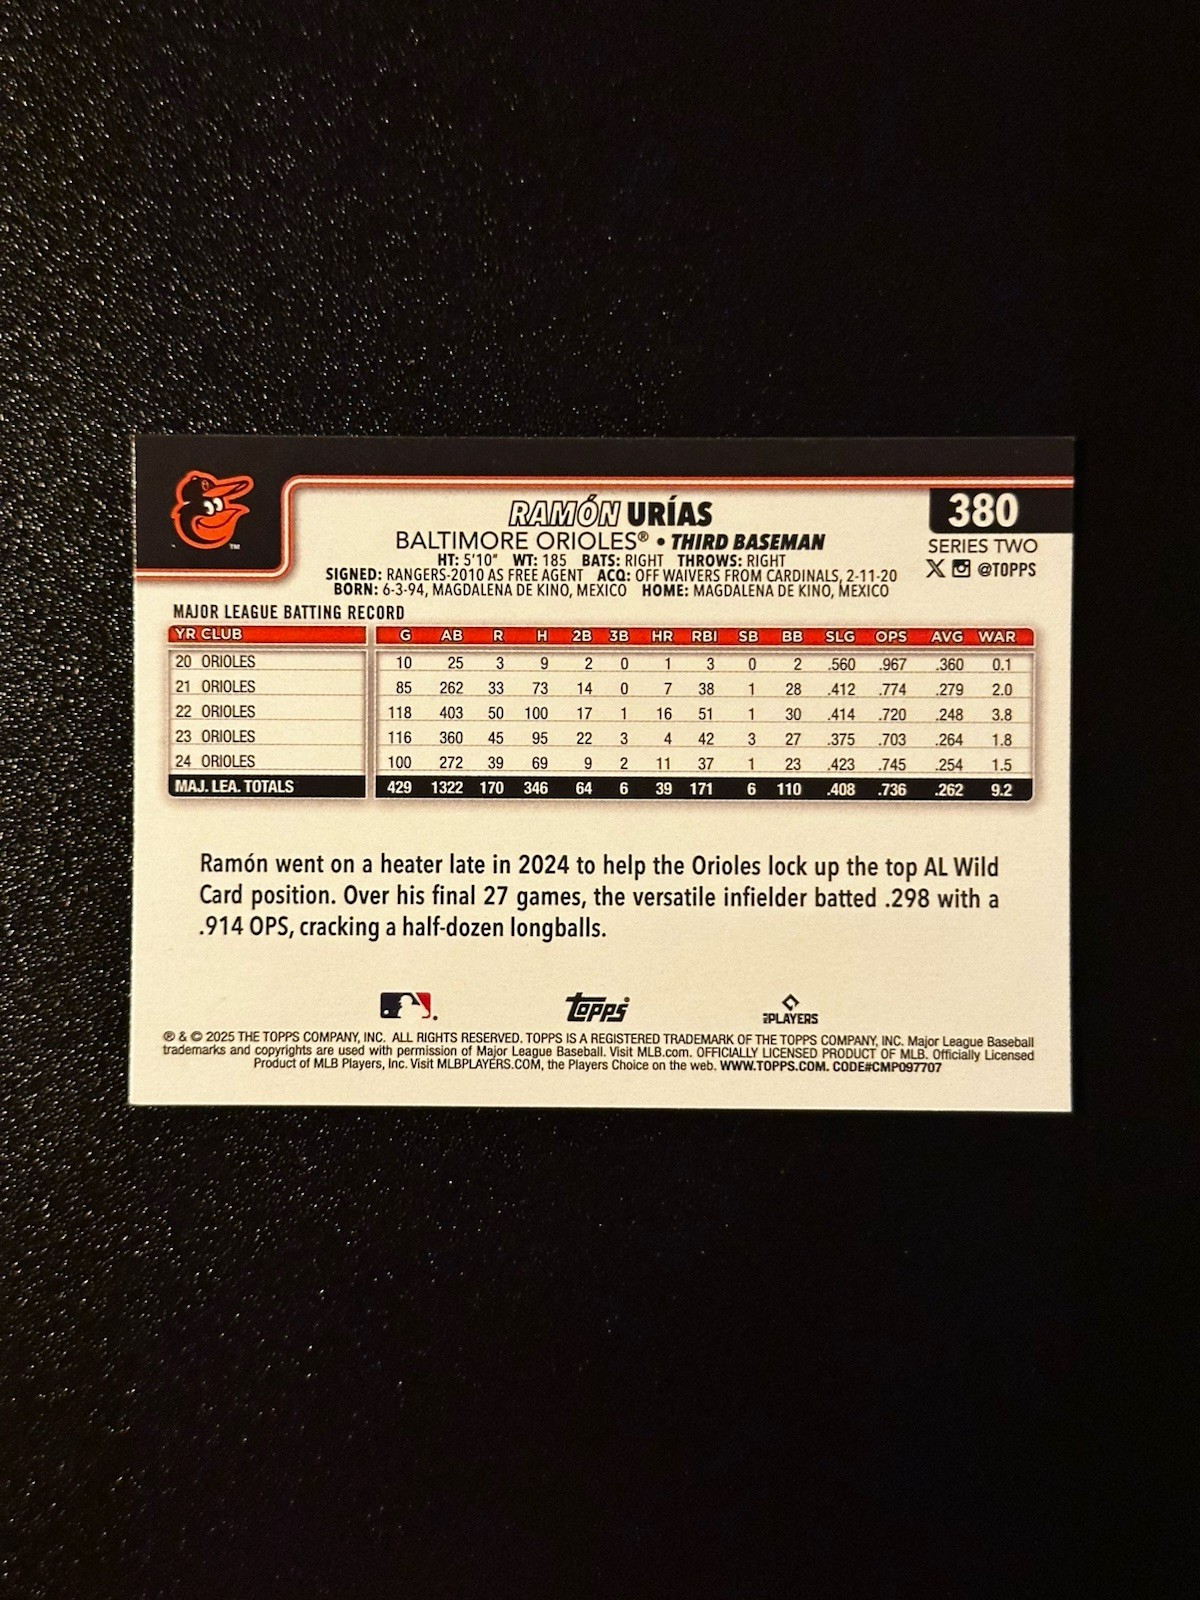 RAMÓN URÍAS
380
BALTIMORE ORIOLES® • THIRD BASEMAN
SERIES TWO
HT: 5'10" WT: 185 BATS: RIGHT THROWS: RIGHT
@TOPPS
SIGNED: RANGERS-2010 AS FREE AGENT ACQ: OFF WAIVERS FROM CARDINALS, 2-11-20
BORN: 6-3-94, MAGDALENA DE KINO, MEXICO HOME: MAGDALENA DE KINO, MEXICO
TM
MAJOR LEAGUE BATTING RECORD
YR CLUB G AB R H 2B 3B HR RBI SB BB SLG OPS AVG WAR
20 ORIOLES 10 25 3 9 2 0 1 3 0 2 .560 .967 .360 0.1
21 ORIOLES 85 262 33 73 14 0 7 38 1 28 .412 .774 .279 2.0
22 ORIOLES 118 403 50 100 17 1 16 51 1 30 .414 .720 .248 3.8
23 ORIOLES 116 360 45 95 22 3 4 42 3 27 .375 .703 .264 1.8
24 ORIOLES 100 272 39 69 9 2 11 37 1 23 .423 .745 .254 1.5
MAJ. LEA. TOTALS 429 1322 170 346 64 6 39 171 6 110 .408 .736 .262 9.2
Ramón went on a heater late in 2024 to help the Orioles lock up the top AL Wild
Card position. Over his final 27 games, the versatile infielder batted .298 with a
.914 OPS, cracking a half-dozen longballs.
Topps
MLB PLAYERS
® & © 2025 THE TOPPS COMPANY, INC. ALL RIGHTS RESERVED. TOPPS IS A REGISTERED TRADEMARK OF THE TOPPS COMPANY, INC. Major League Baseball
trademarks and copyrights are used with permission of Major League Baseball. Visit MLB.com. OFFICIALLY LICENSED PRODUCT OF MLB. Officially Licensed
Product of MLB Players, Inc. Visit MLBPLAYERS.COM, the Players Choice on the web. WWW.TOPPS.COM. CODE#CMP097707